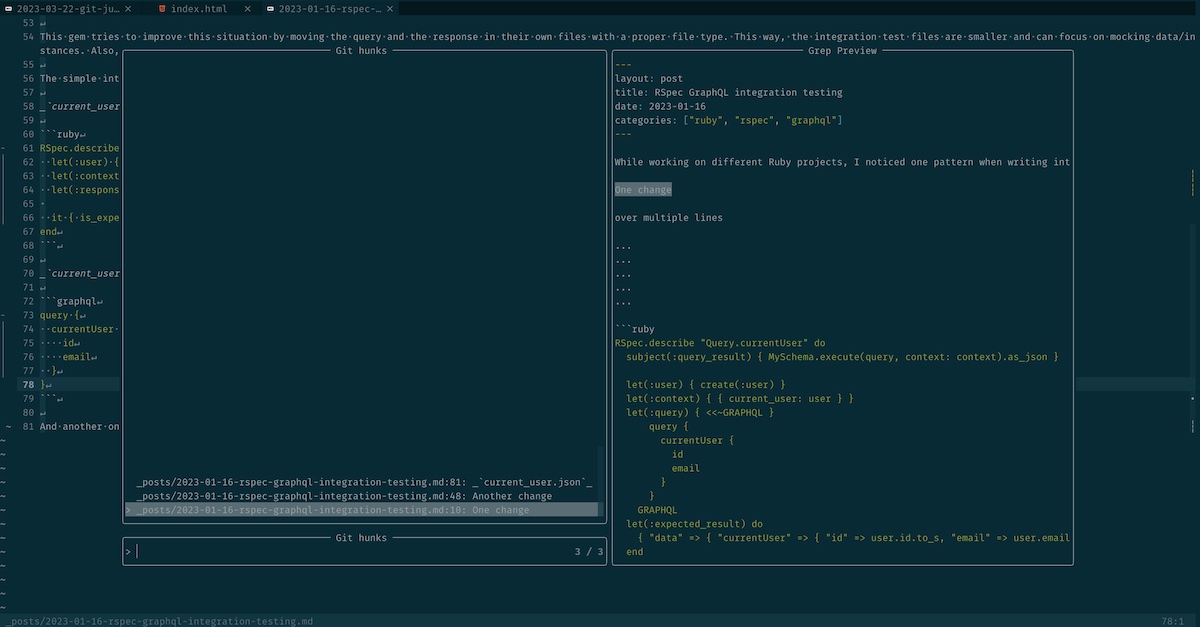 2023-03-22-git-ju… ✕ index.html ✕ 2023-01-16-rspec-… ✕
53 ↵
54 This·gem·tries·to·improve·this·situation·by·moving·the·query·and·the·response·in·their·own·files·with·a·proper·file·type.·This·way,·the·integration·test·files·are·smaller·and·can·focus·on·mocking·data/in
stances.·Also,
55 ↵
56 The·simple·int
57 ↵
58 _`current_user
59 ↵
60 ```ruby↵
61 RSpec.describe
62 ··let(:user)·{
63 ··let(:context
64 ··let(:respons
65 ·
66 ··it·{·is_expe
67 end↵
68 ```↵
69 ↵
70 _`current_user
71 ↵
72 ```graphql↵
73 query·{↵
74 ··currentUser·
75 ····id↵
76 ····email↵
77 ··}↵
78 }↵
79 ```↵
80 ↵
81 And·another·on
Git hunks
_posts/2023-01-16-rspec-graphql-integration-testing.md:81: _`current_user.json`_
_posts/2023-01-16-rspec-graphql-integration-testing.md:48: Another change
> _posts/2023-01-16-rspec-graphql-integration-testing.md:10: One change
Git hunks
> 3 / 3
Grep Preview
---
layout: post
title: RSpec GraphQL integration testing
date: 2023-01-16
categories: ["ruby", "rspec", "graphql"]
---
While working on different Ruby projects, I noticed one pattern when writing int
One change
over multiple lines
...
...
...
...
...
```ruby
RSpec.describe "Query.currentUser" do
subject(:query_result) { MySchema.execute(query, context: context).as_json }
let(:user) { create(:user) }
let(:context) { { current_user: user } }
let(:query) { <<~GRAPHQL }
query {
currentUser {
id
email
}
}
GRAPHQL
let(:expected_result) do
{ "data" => { "currentUser" => { "id" => user.id.to_s, "email" => user.email
end
_posts/2023-01-16-rspec-graphql-integration-testing.md 78:1